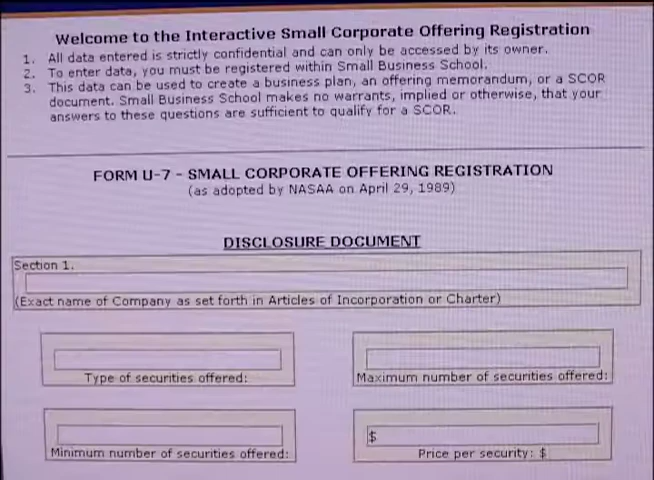 Welcome to the Interactive Small Corporate Offering Registration
1. All data entered is strictly confidential and can only be accessed by its owner.
2. To enter data, you must be registered within Small Business School.
3. This data can be used to create a business plan, an offering memorandum, or a SCOR
document. Small Business School makes no warrants, implied or otherwise, that your
answers to these questions are sufficient to qualify for a SCOR.
FORM U-7 - SMALL CORPORATE OFFERING REGISTRATION
(as adopted by NASAA on April 29, 1989)
DISCLOSURE DOCUMENT
Section 1.
(Exact name of Company as set forth in Articles of Incorporation or Charter)
Type of securities offered:
Maximum number of securities offered:
$
Minimum number of securities offered:
Price per security: $